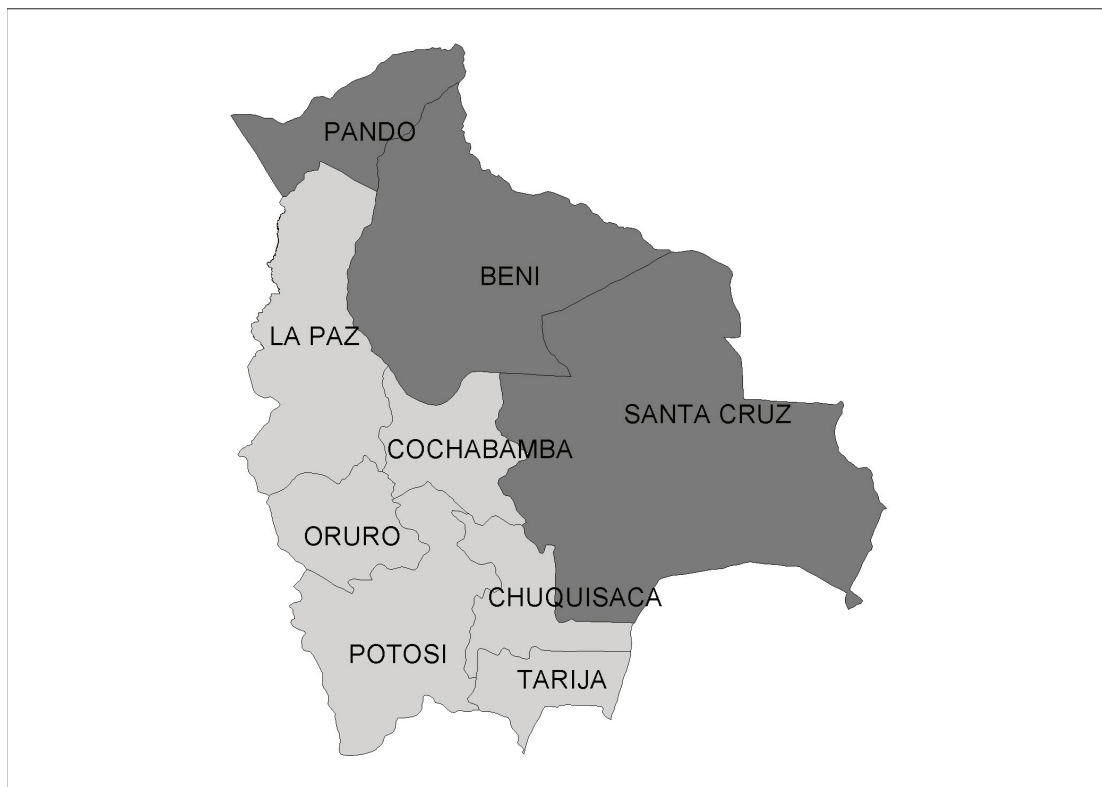 PANDO
BENI
LA PAZ
SANTA CRUZ
COCHABAMBA
ORURO
CHUQUISACA
POTOSI
TARIJA